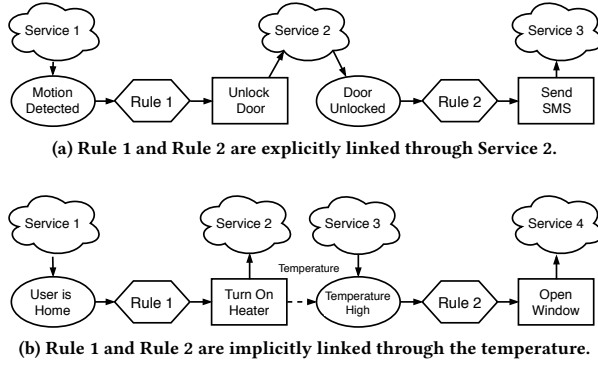 Service 1
Service 2
Service 3
Motion
Detected
Rule 1
Unlock
Door
Door
Unlocked
Rule 2
Send
SMS
(a) Rule 1 and Rule 2 are explicitly linked through Service 2.
Service 1
Service 2
Service 3
Service 4
Temperature
User is
Home
Rule 1
Turn On
Heater
Temperature
High
Rule 2
Open
Window
(b) Rule 1 and Rule 2 are implicitly linked through the temperature.